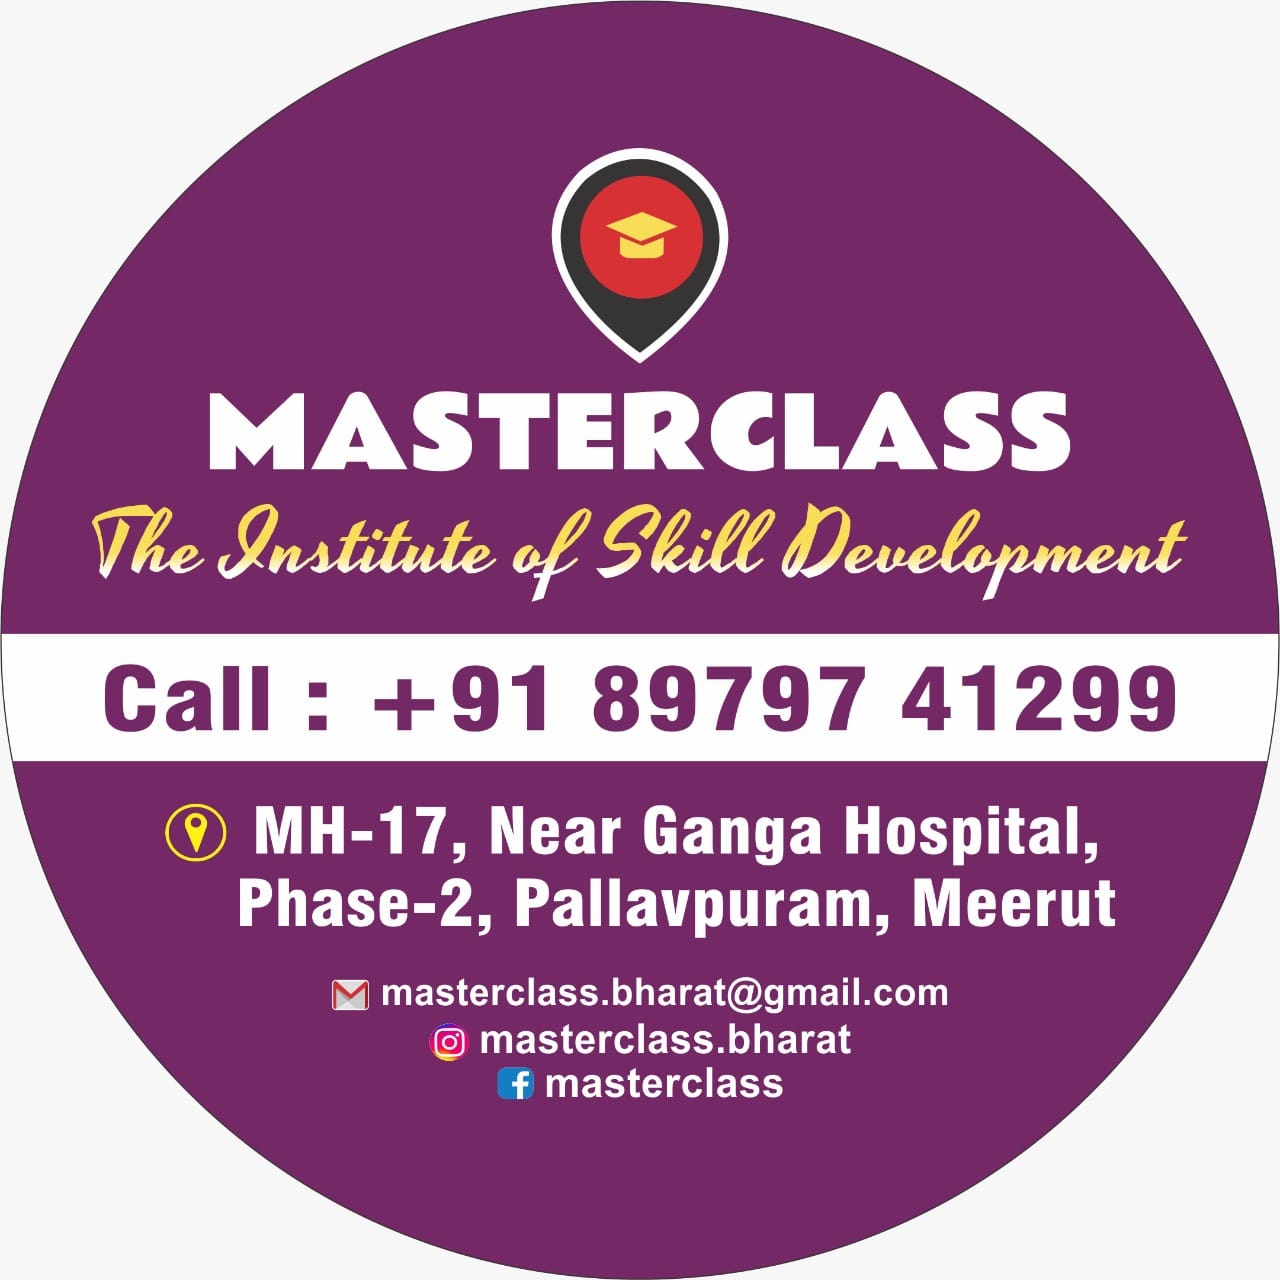 MASTERCLASS
The Institute of Skill Development
Call : +91 89797 41299
MH-17, Near Ganga Hospital,
Phase-2, Pallavpuram, Meerut
masterclass.bharat@gmail.com
masterclass.bharat
masterclass